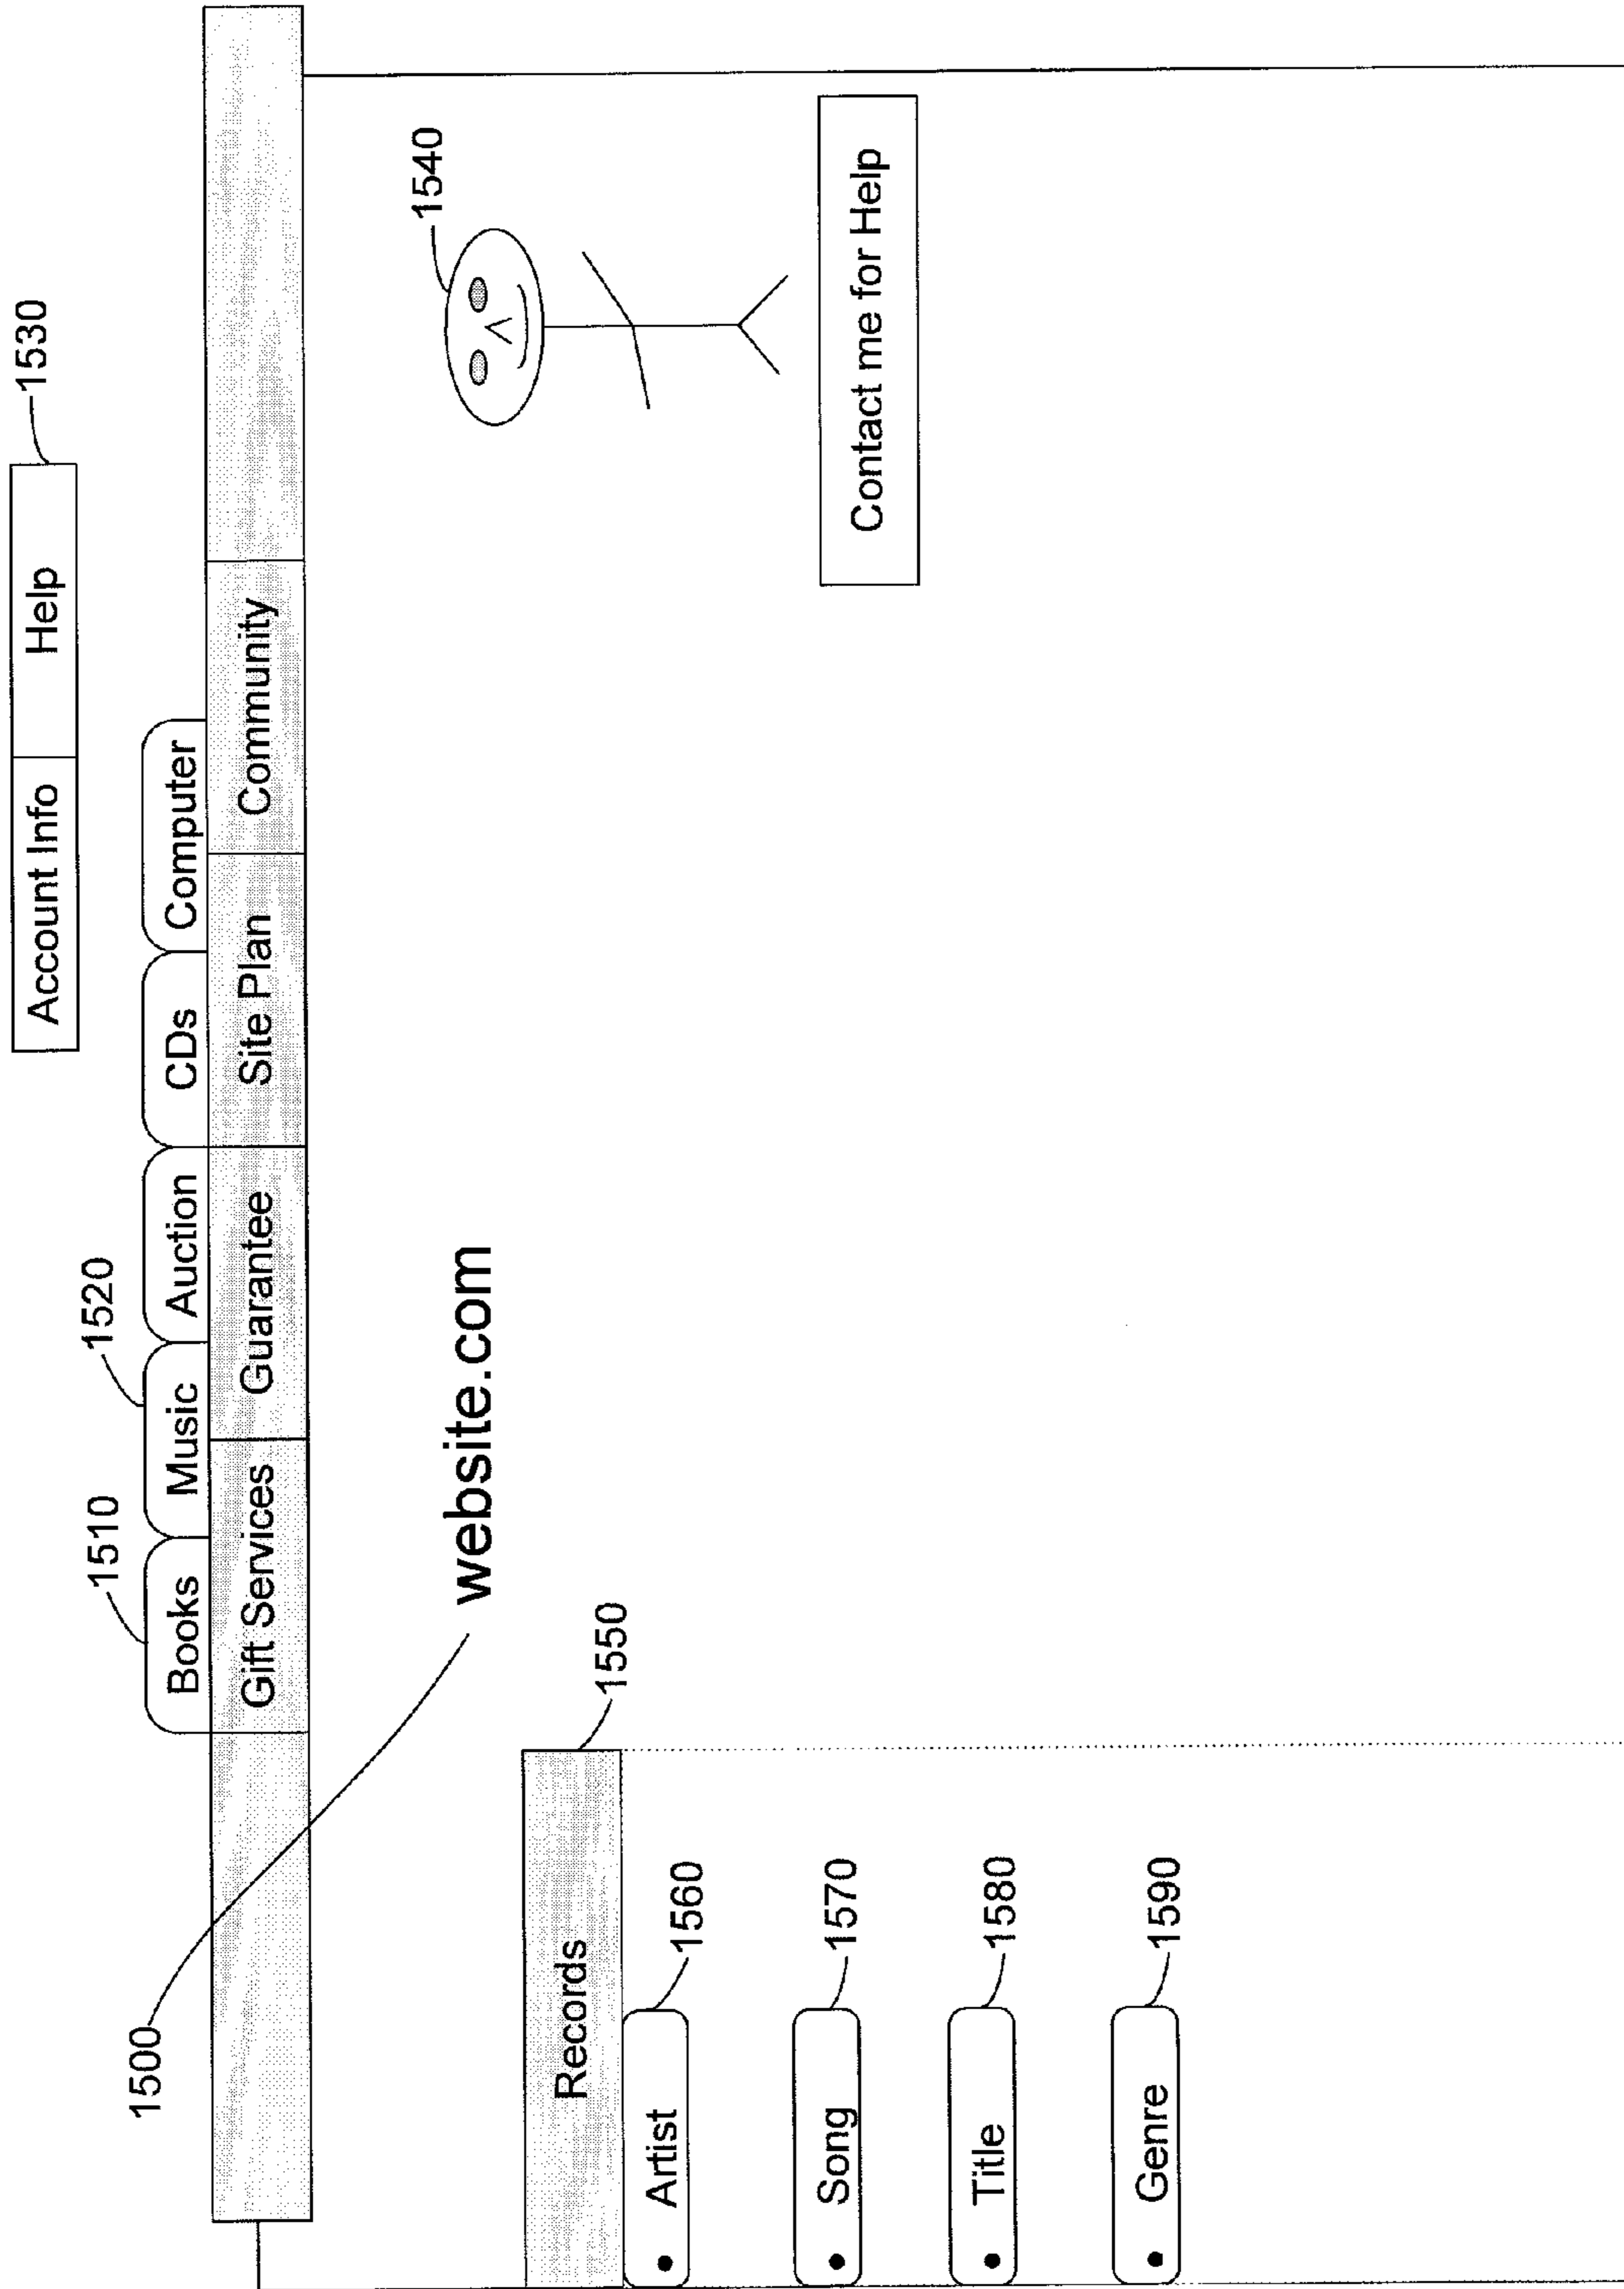 Account Info Help 1530
1510 1520
1500 Books Music Auction CDs Computer
Gift Services Guarantee Site Plan Community
1540
website.com
Records 1550
• Artist 1560
• Song 1570
Contact me for Help
• Title 1580
• Genre 1590